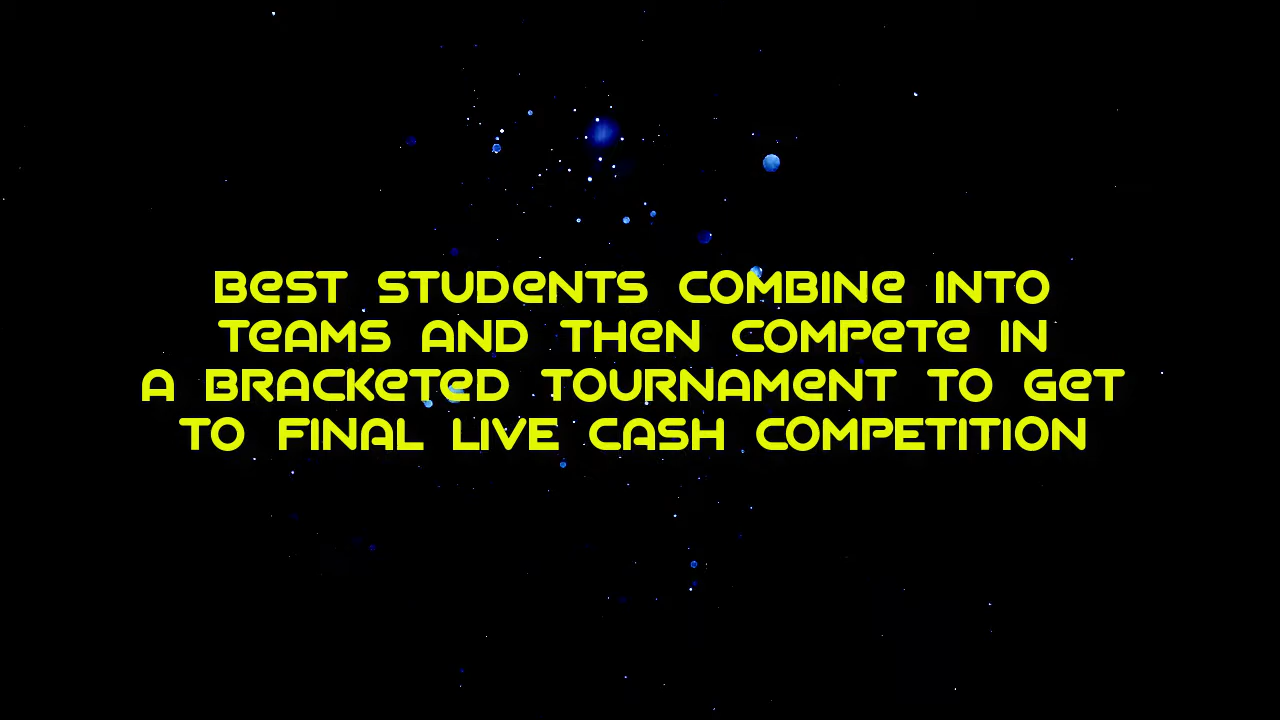 BEST STUDENTS COMBINE INTO
TEAMS AND THEN COMPETE IN
A BRACKETED TOURNAMENT TO GET
TO FINAL LIVE CASH COMPETITION